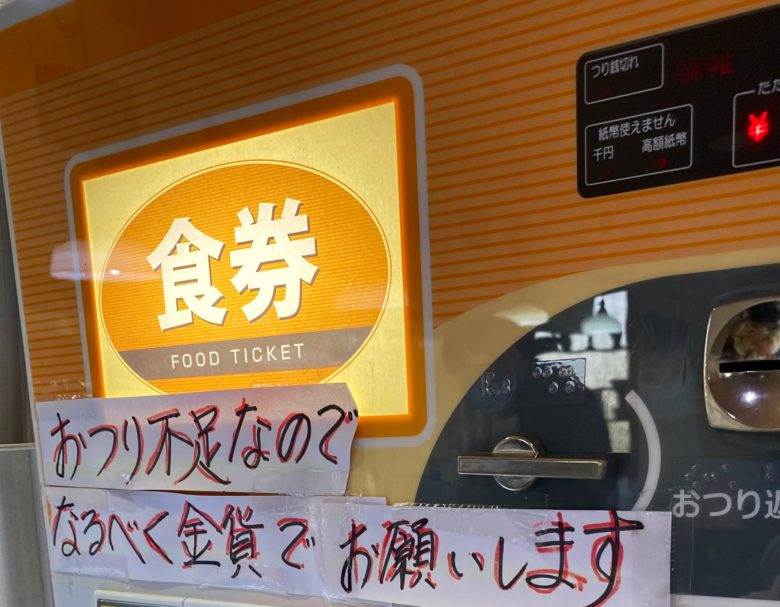 つり銭切れ
紙幣使えません
千円 高額紙幣
¥
食券
FOOD TICKET
おつり不足なので
なるべく金貨で
お願いします
おつり